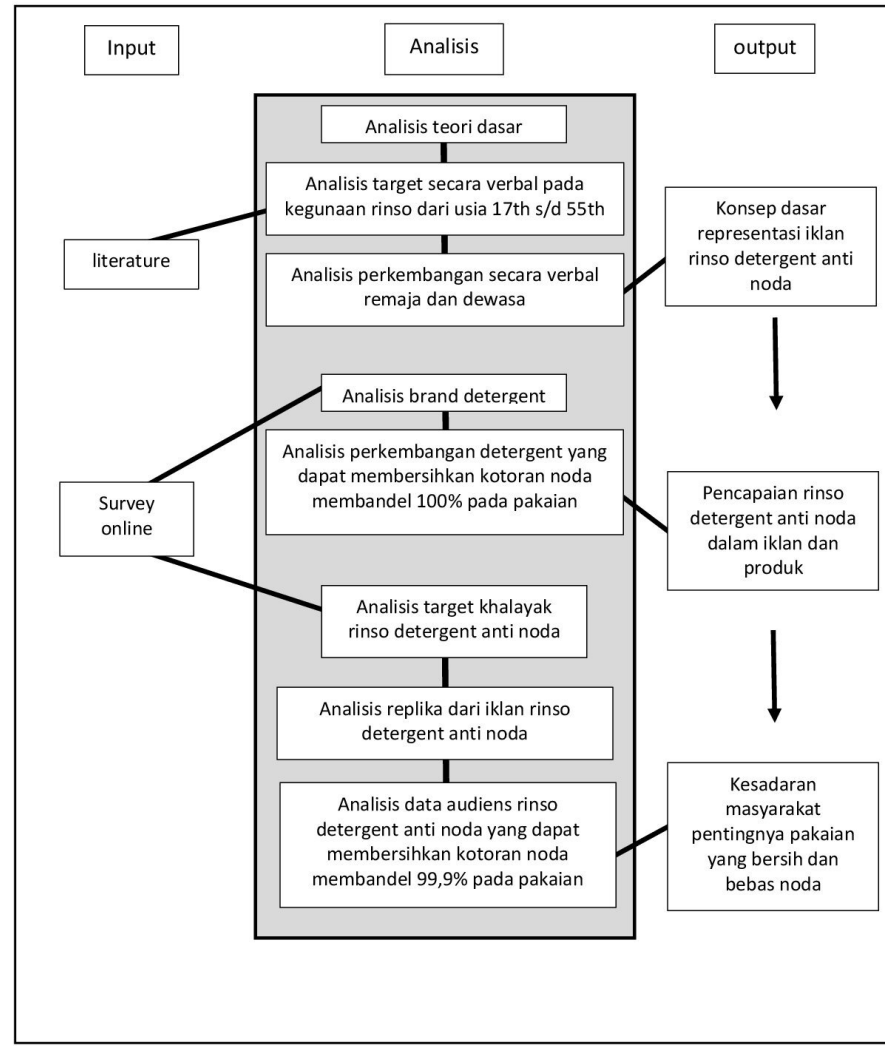 Input
Analisis
output
Analisis teori dasar
Analisis target secara verbal pada
kegunaan rinso dari usia 17th s/d 55th
literature
Analisis perkembangan secara verbal
remaja dan dewasa
Konsep dasar
representasi iklan
rinso detergent anti
noda
Analisis brand detergent
Analisis perkembangan detergent yang
dapat membersihkan kotoran noda
membandel 100% pada pakaian
Survey
online
Pencapaian rinso
detergent anti noda
dalam iklan dan
produk
Analisis target khalayak
rinso detergent anti noda
Analisis replika dari iklan rinso
detergent anti noda
Analisis data audiens rinso
detergent anti noda yang dapat
membersihkan kotoran noda
membandel 99,9% pada pakaian
Kesadaran
masyarakat
pentingnya pakaian
yang bersih dan
bebas noda